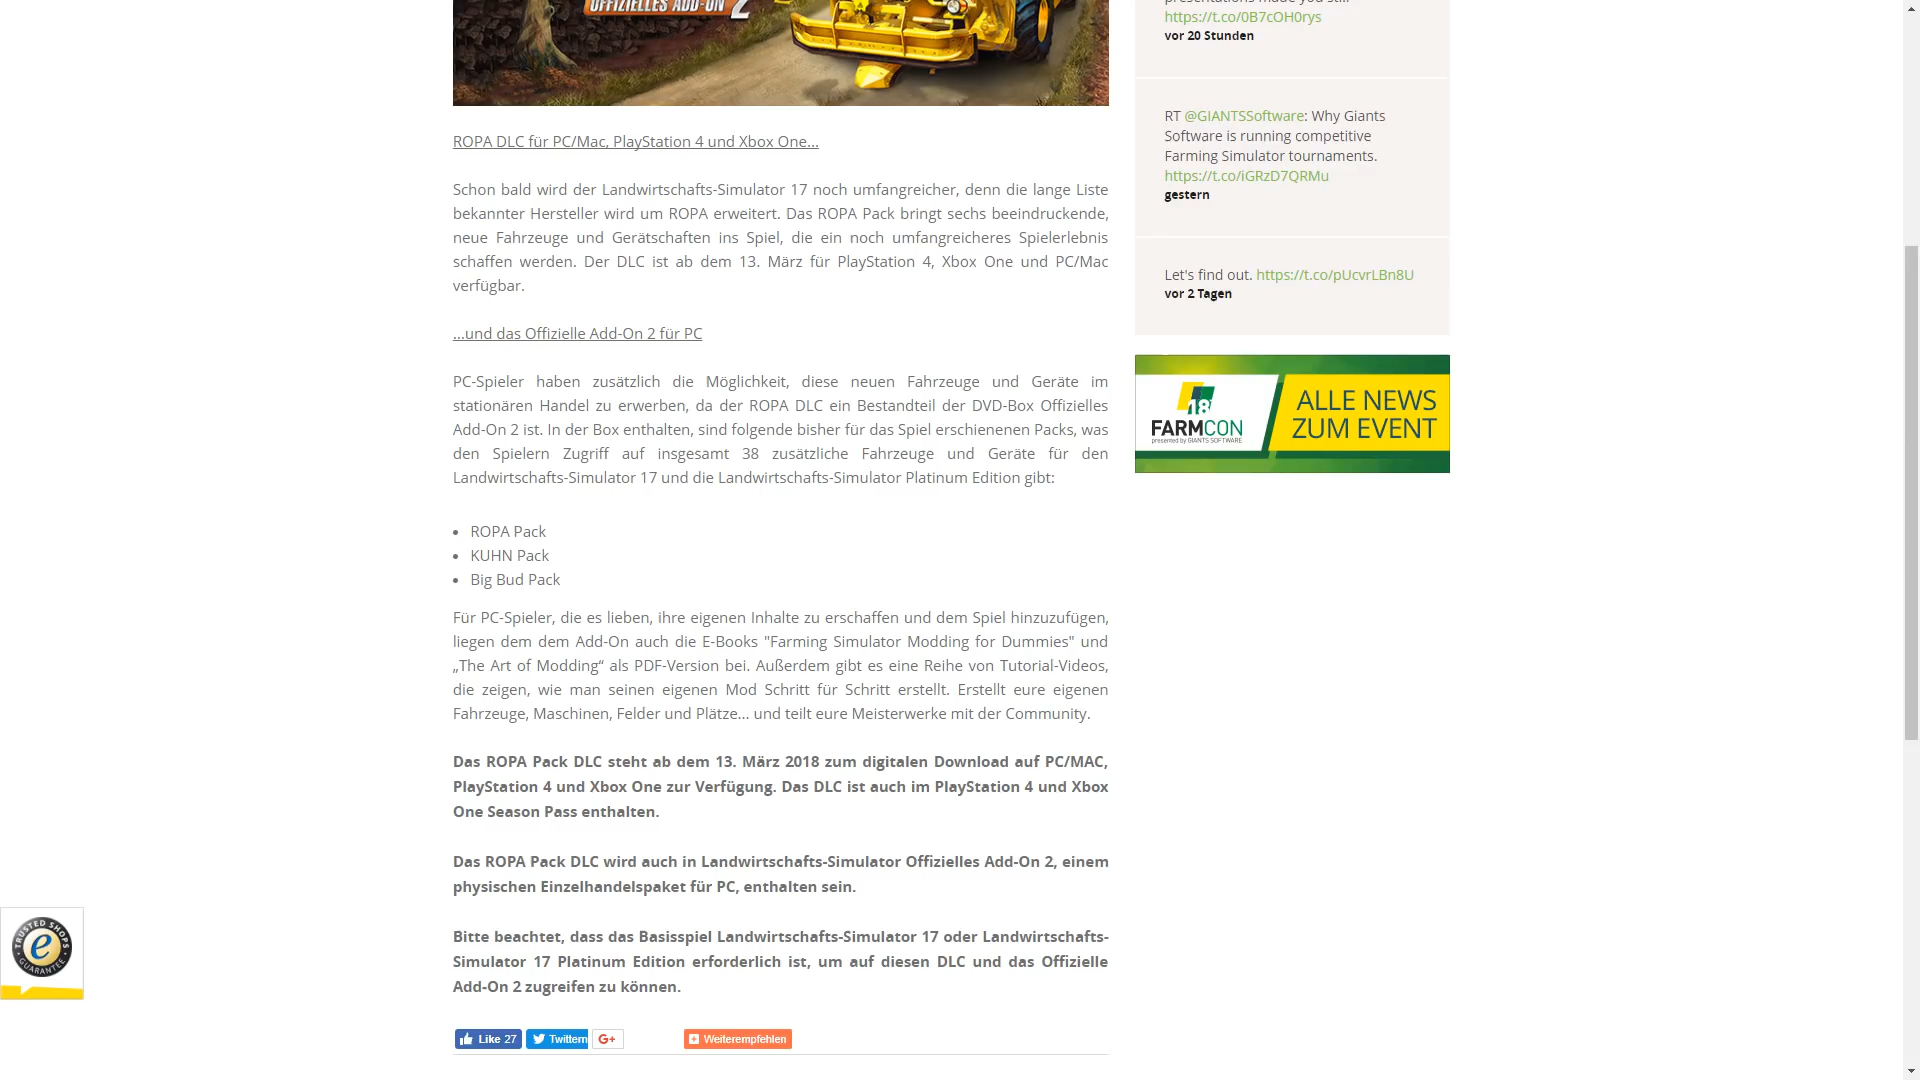 OFFIZIELLES ADD-ON 2
ROPA DLC für PC/Mac, PlayStation 4 und Xbox One...
Schon bald wird der Landwirtschafts-Simulator 17 noch umfangreicher, denn die lange Liste
bekannter Hersteller wird um ROPA erweitert. Das ROPA Pack bringt sechs beeindruckende,
neue Fahrzeuge und Gerätschaften ins Spiel, die ein noch umfangreicheres Spielerlebnis
schaffen werden. Der DLC ist ab dem 13. März für PlayStation 4, Xbox One und PC/Mac
verfügbar.
...und das Offizielle Add-On 2 für PC
PC-Spieler haben zusätzlich die Möglichkeit, diese neuen Fahrzeuge und Geräte im
stationären Handel zu erwerben, da der ROPA DLC ein Bestandteil der DVD-Box Offizielles
Add-On 2 ist. In der Box enthalten, sind folgende bisher für das Spiel erschienenen Packs, was
den Spielern Zugriff auf insgesamt 38 zusätzliche Fahrzeuge und Geräte für den
Landwirtschafts-Simulator 17 und die Landwirtschafts-Simulator Platinum Edition gibt:
• ROPA Pack
• KUHN Pack
• Big Bud Pack
Für PC-Spieler, die es lieben, ihre eigenen Inhalte zu erschaffen und dem Spiel hinzuzufügen,
liegen dem dem Add-On auch die E-Books "Farming Simulator Modding for Dummies" und
„The Art of Modding“ als PDF-Version bei. Außerdem gibt es eine Reihe von Tutorial-Videos,
die zeigen, wie man seinen eigenen Mod Schritt für Schritt erstellt. Erstellt eure eigenen
Fahrzeuge, Maschinen, Felder und Plätze... und teilt eure Meisterwerke mit der Community.
Das ROPA Pack DLC steht ab dem 13. März 2018 zum digitalen Download auf PC/MAC,
PlayStation 4 und Xbox One zur Verfügung. Das DLC ist auch im PlayStation 4 und Xbox
One Season Pass enthalten.
Das ROPA Pack DLC wird auch in Landwirtschafts-Simulator Offizielles Add-On 2, einem
physischen Einzelhandelspaket für PC, enthalten sein.
Bitte beachtet, dass das Basisspiel Landwirtschafts-Simulator 17 oder Landwirtschafts-
Simulator 17 Platinum Edition erforderlich ist, um auf diesen DLC und das Offizielle
Add-On 2 zugreifen zu können.
Like 27
Twittern
G+
Weiterempfehlen
https://t.co/0B7cOH0rys
vor 20 Stunden
RT @GIANTSSoftware: Why Giants
Software is running competitive
Farming Simulator tournaments.
https://t.co/iGRzD7QRMu
gestern
Let's find out. https://t.co/pUcvrLBn8U
vor 2 Tagen
18
FARMCON
presented by GIANTS SOFTWARE
ALLE NEWS
ZUM EVENT
TRUSTED SHOPS
e
GUARANTEE